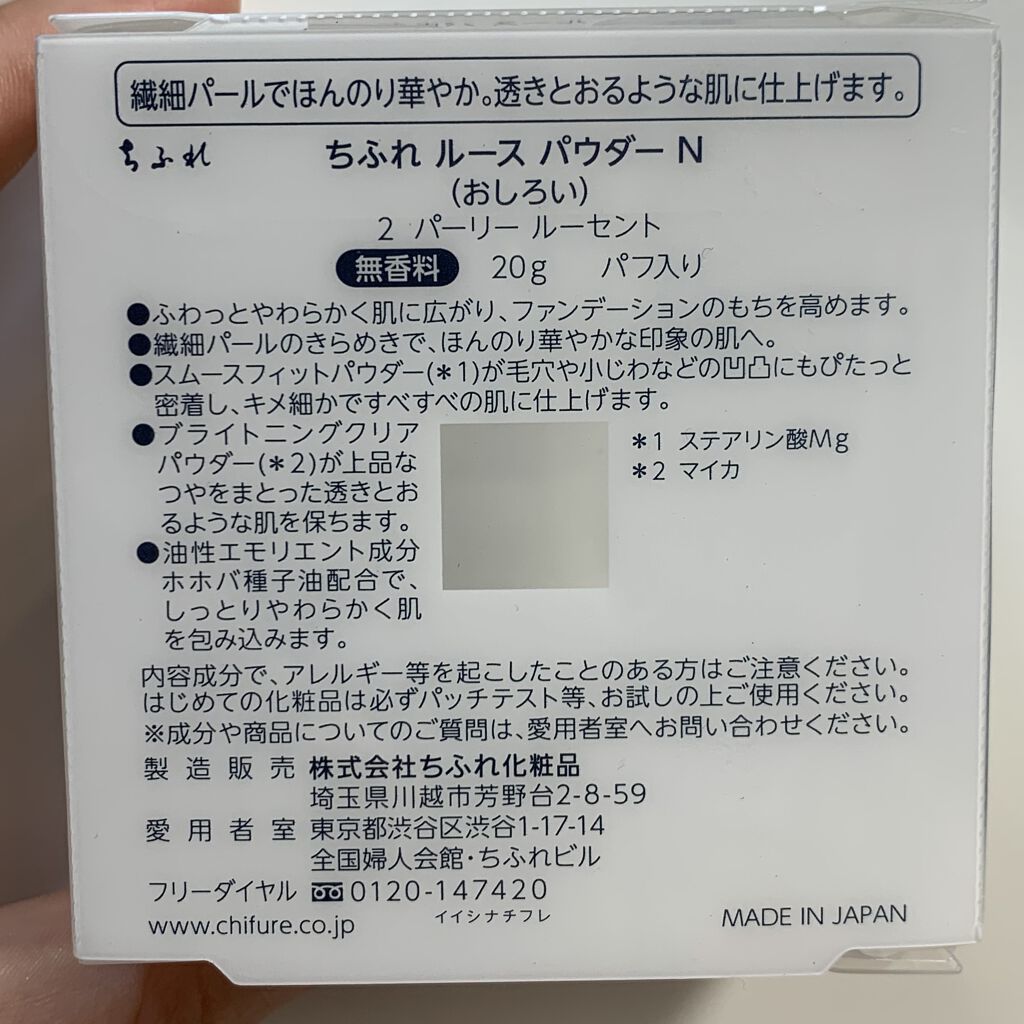 繊細パールでほんのり華やか。透きとおるような肌に仕上げます。
ちふれ ちふれ ルース パウダー N
(おしろい)
2 パーリー ルーセント
無香料 20g パフ入り
●ふわっとやわらかく肌に広がり、ファンデーションのもちを高めます。
●繊細パールのきらめきで、ほんのり華やかな印象の肌へ。
●スムースフィットパウダー(＊1)が毛穴や小じわなどの凹凸にもぴたっと
密着し、キメ細かですべすべの肌に仕上げます。
●ブライトニングクリア
パウダー(＊2)が上品な
つやをまとった透きとお
るような肌を保ちます。
●油性エモリエント成分
ホホバ種子油配合で、
しっとりやわらかく肌
を包み込みます。
＊1 ステアリン酸Mg
＊2 マイカ
内容成分で、アレルギー等を起こしたことのある方はご注意ください。
はじめての化粧品は必ずパッチテスト等、お試しの上ご使用ください。
※成分や商品についてのご質問は、愛用者室へお問い合わせください。
製造販売 株式会社ちふれ化粧品
埼玉県川越市芳野台2-8-59
愛用者室 東京都渋谷区渋谷1-17-14
全国婦人会館・ちふれビル
フリーダイヤル 0120-147420
イイシナチフレ
www.chifure.co.jp
MADE IN JAPAN